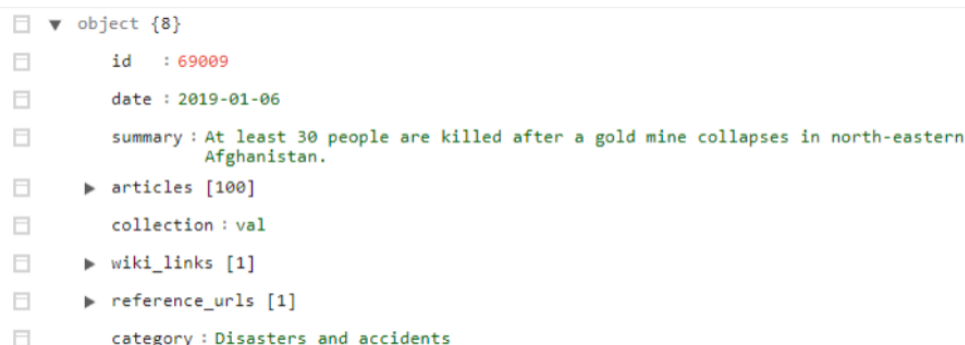 ▼ object {8}
id : 69009
date : 2019-01-06
summary : At least 30 people are killed after a gold mine collapses in north-eastern
Afghanistan.
▶ articles [100]
collection : val
▶ wiki_links [1]
▶ reference_urls [1]
category : Disasters and accidents